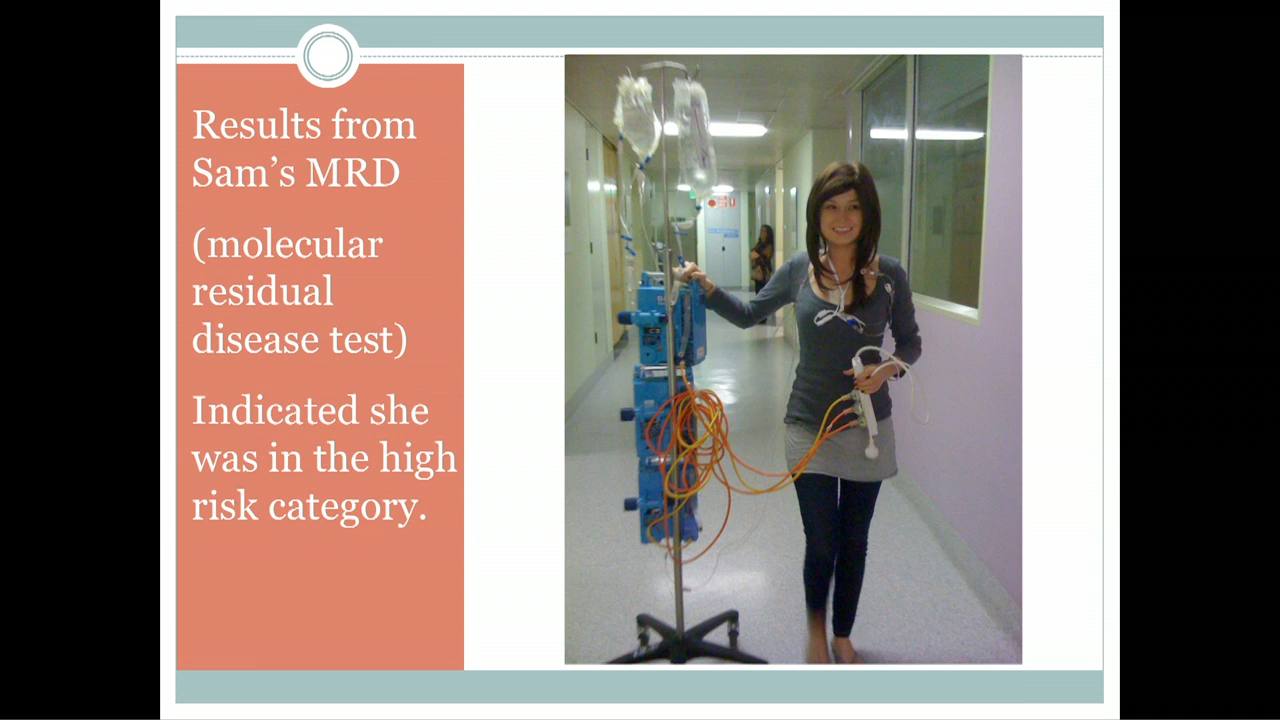 Results from
Sam's MRD
(molecular
residual
disease test)
Indicated she
was in the high
risk category.